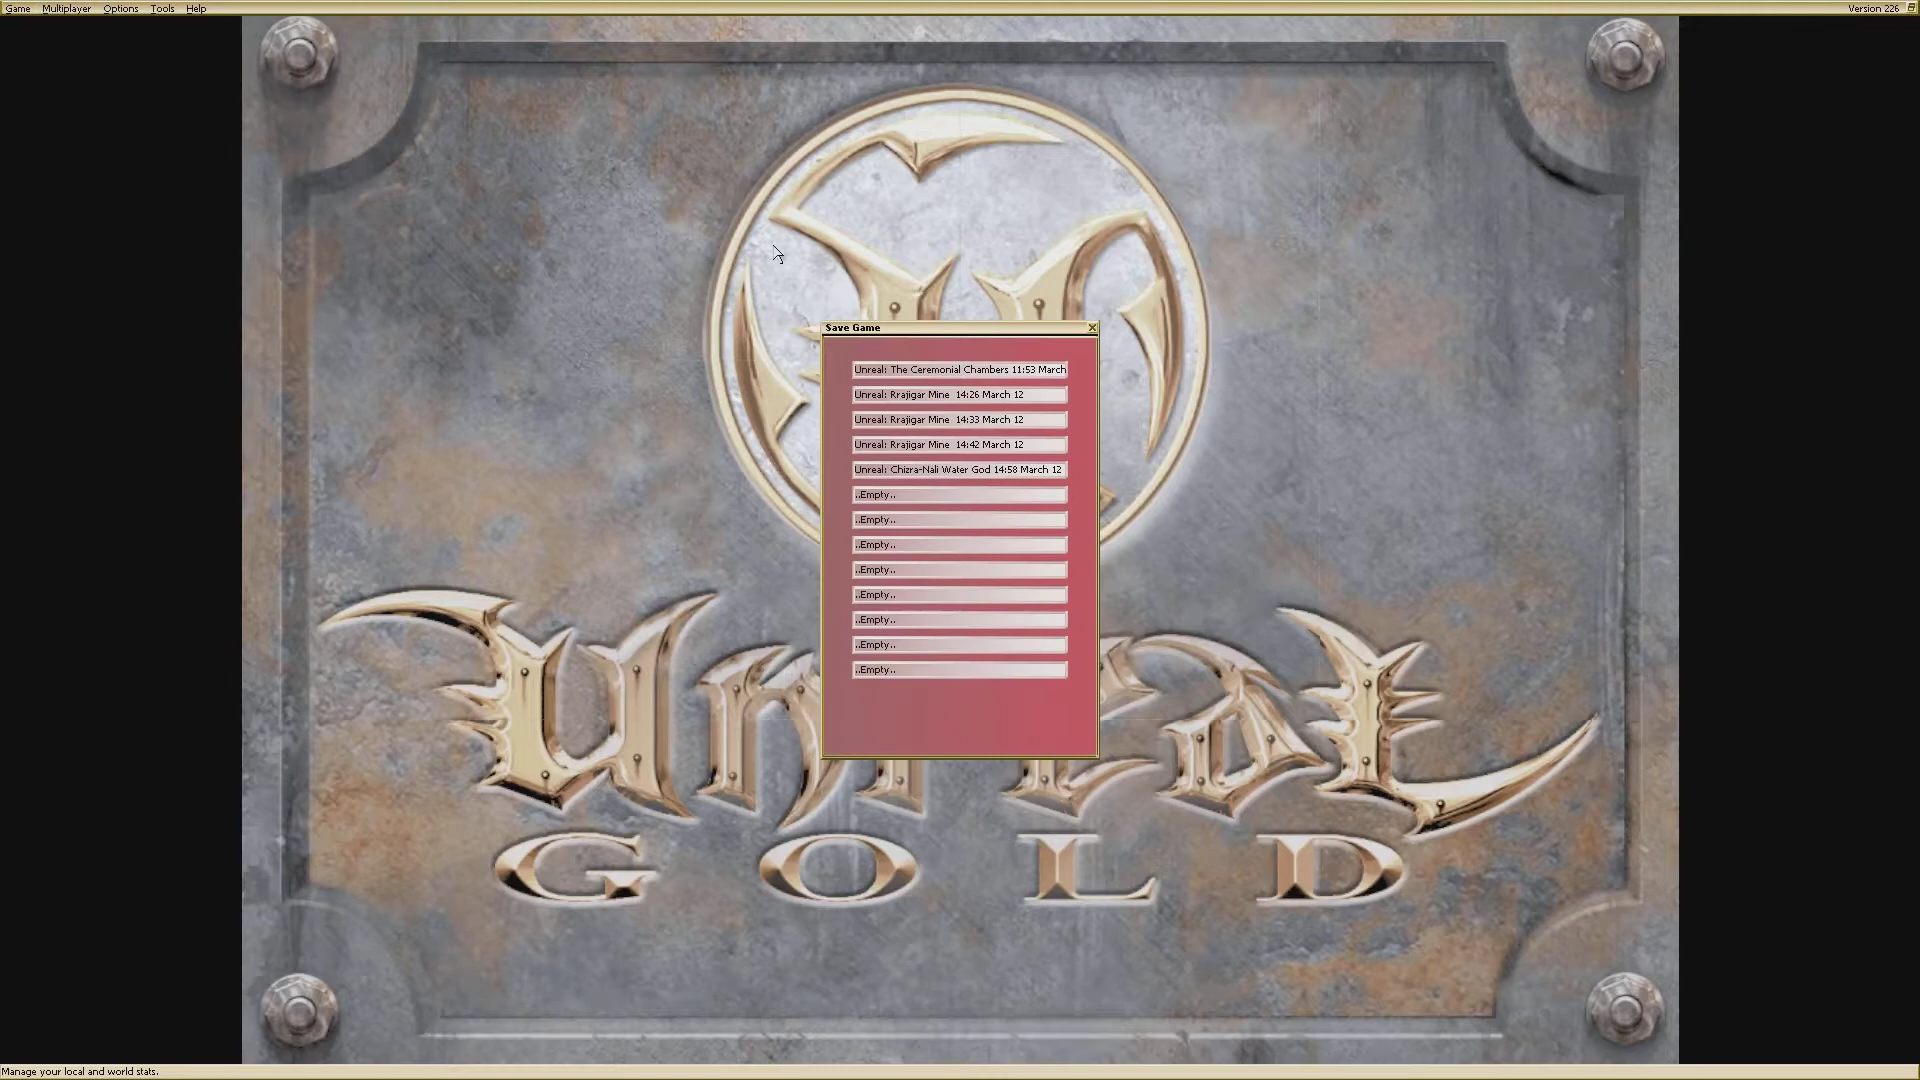 Game Multiplayer Options Tools Help Version 226
Unreal
GOLD
Save Game
Unreal: The Ceremonial Chambers 11:53 March
Unreal: Rrajigar Mine  14:26 March 12
Unreal: Rrajigar Mine  14:33 March 12
Unreal: Rrajigar Mine  14:42 March 12
Unreal: Chizra-Nali Water God 14:58 March 12
..Empty..
..Empty..
..Empty..
..Empty..
..Empty..
..Empty..
..Empty..
..Empty..
Manage your local and world stats.